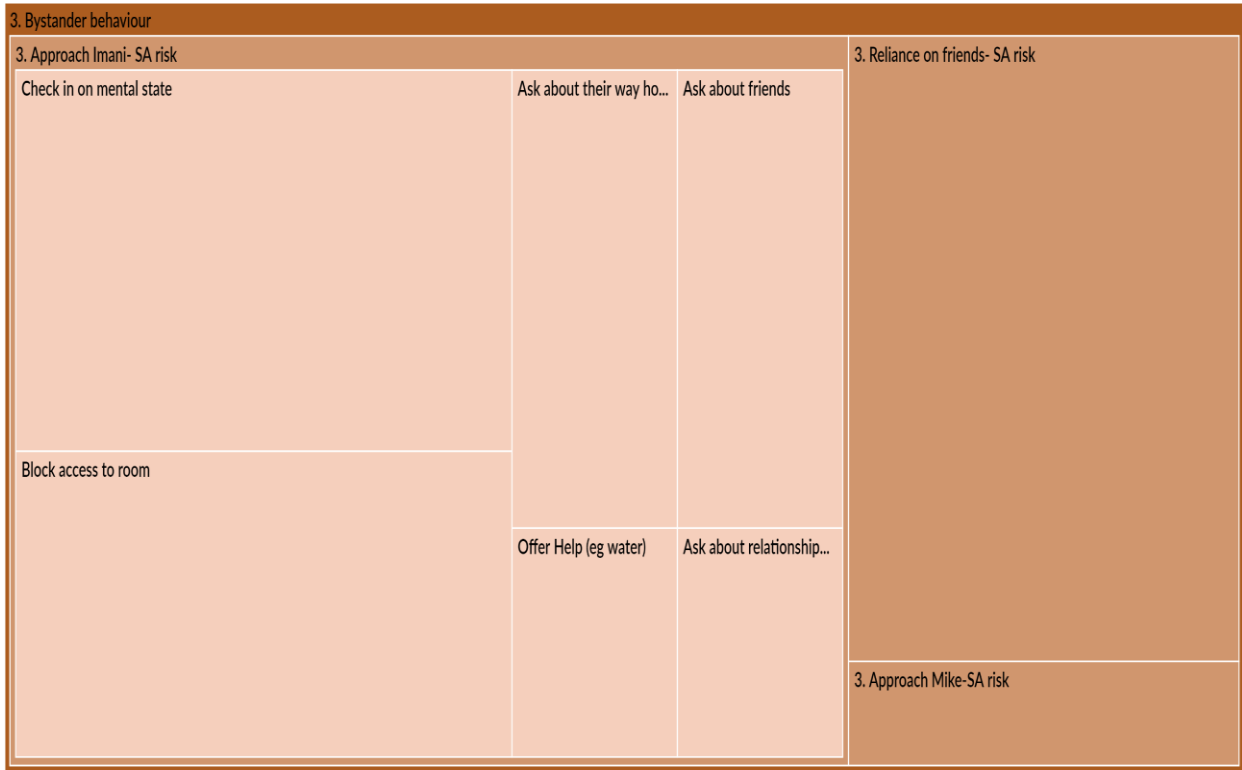 3. Bystander behaviour
3. Approach Imani- SA risk
3. Reliance on friends- SA risk
Check in on mental state
Ask about their way ho...
Ask about friends
Block access to room
Offer Help (eg water)
Ask about relationship...
3. Approach Mike-SA risk